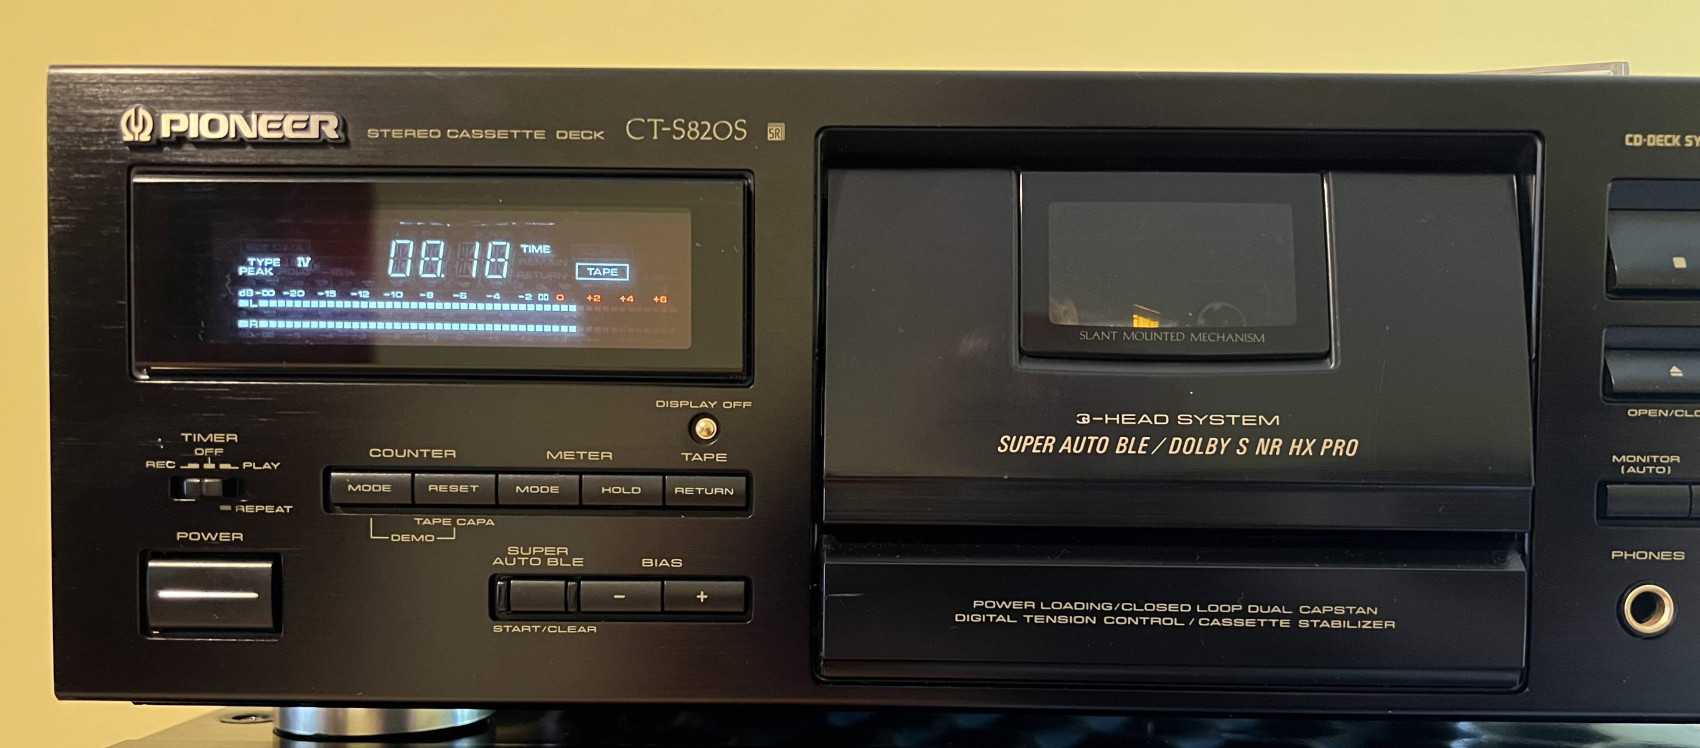 PIONEER STEREO CASSETTE DECK CT-S820S SR
TYPE IV
PEAK
08.18 TIME
TAPE
dB -∞ -20 -15 -12 -10 -8 -6 -4 -2 0 +2 +4 +6
L
R
DISPLAY OFF
TIMER
OFF
REC PLAY
REPEAT
COUNTER METER TAPE
MODE RESET MODE HOLD RETURN
TAPE CAPA
DEMO
POWER
SUPER
AUTO BLE BIAS
- +
START/CLEAR
SLANT MOUNTED MECHANISM
3-HEAD SYSTEM
SUPER AUTO BLE / DOLBY S NR HX PRO
POWER LOADING/CLOSED LOOP DUAL CAPSTAN
DIGITAL TENSION CONTROL / CASSETTE STABILIZER
CD·DECK SY
OPEN/CLO
MONITOR
(AUTO)
PHONES